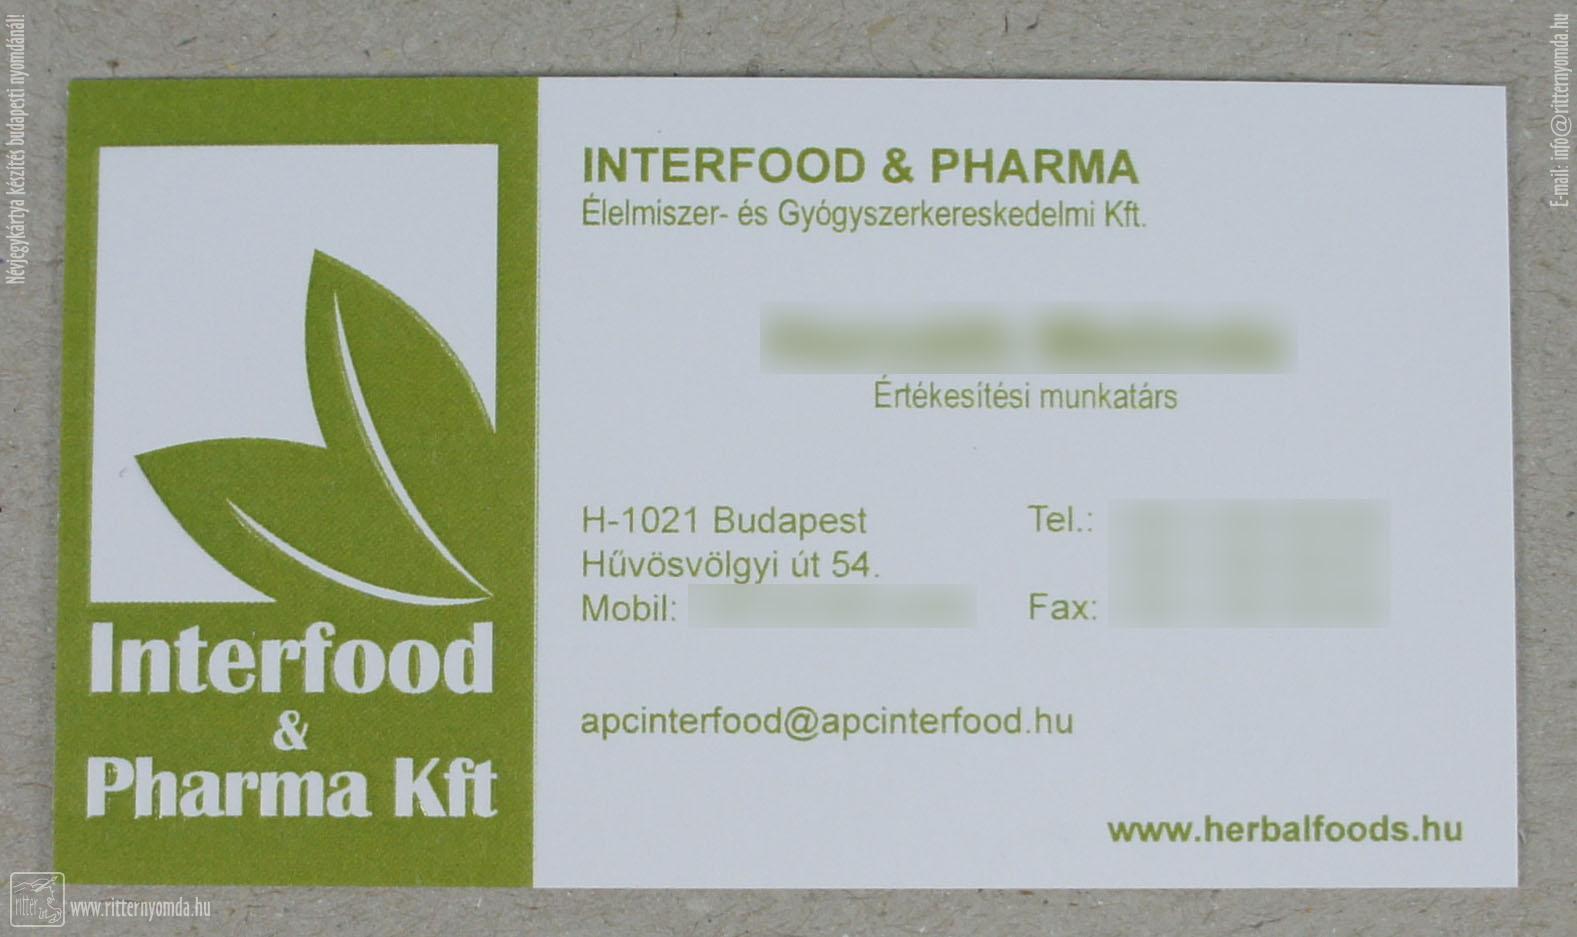 Névjegykártya készítés budapesti nyomdánál!
E-mail: info@ritternyomda.hu
Interfood
&
Pharma Kft
INTERFOOD & PHARMA
Élelmiszer- és Gyógyszerkereskedelmi Kft.
Értékesítési munkatárs
H-1021 Budapest
Hűvösvölgyi út 54.
Mobil:
Tel.:
Fax:
apcinterfood@apcinterfood.hu
www.herbalfoods.hu
ritter
www.ritternyomda.hu